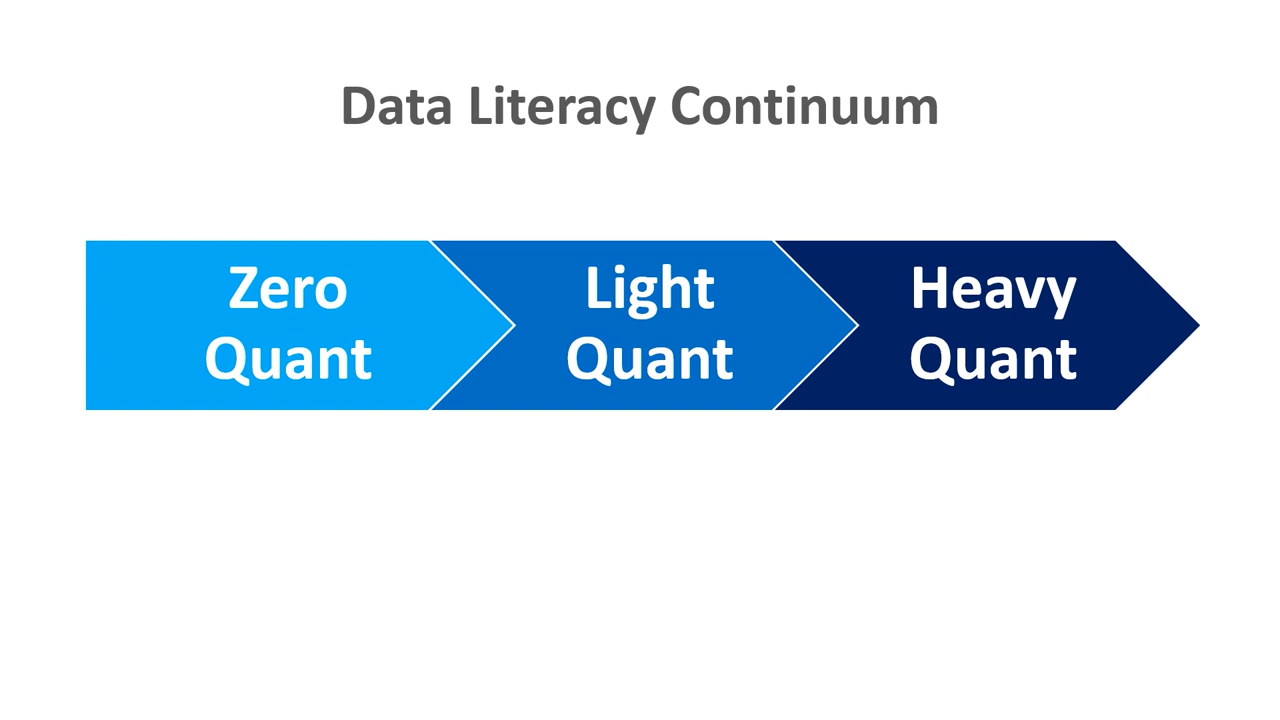 Data Literacy Continuum
Zero
Quant
Light
Quant
Heavy
Quant